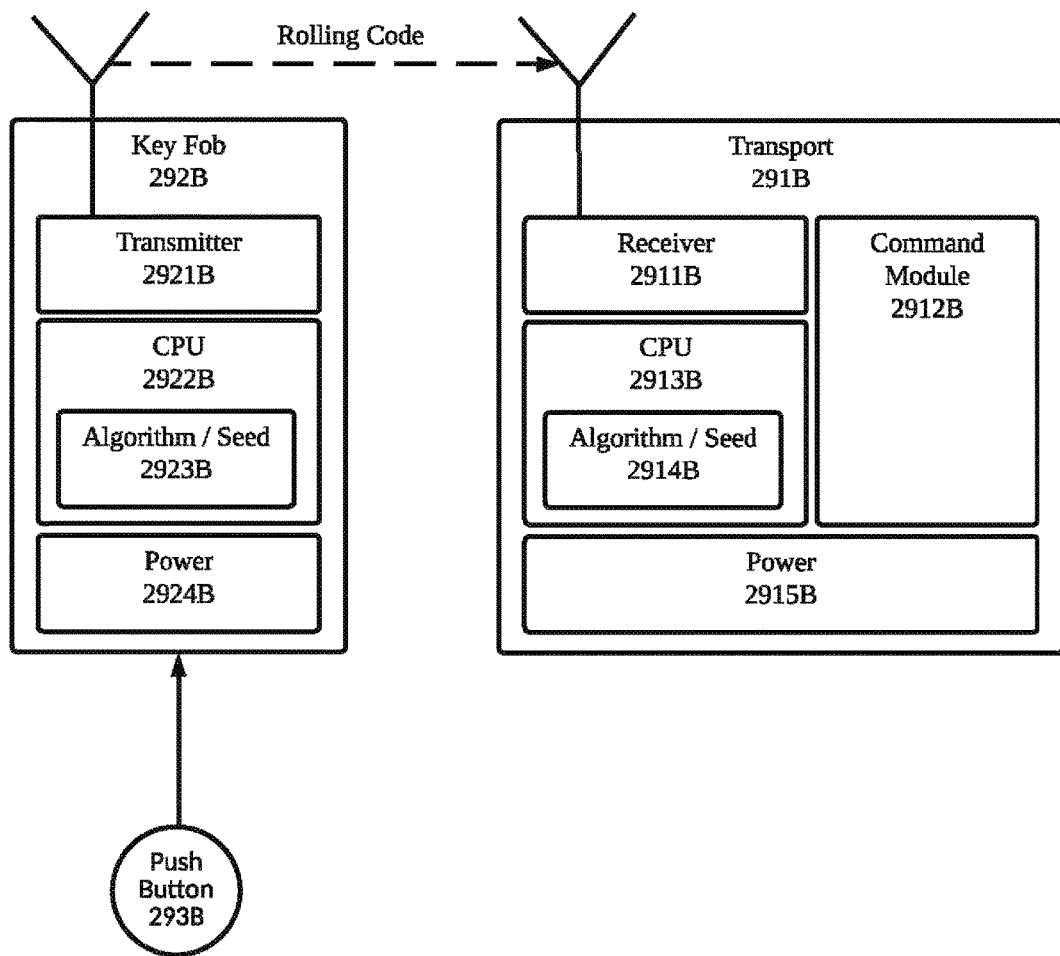 Rolling Code
Key Fob
292B
Transmitter
2921B
CPU
2922B
Algorithm / Seed
2923B
Power
2924B
Transport
291B
Receiver
2911B
Command
Module
2912B
CPU
2913B
Algorithm / Seed
2914B
Power
2915B
Push
Button
293B